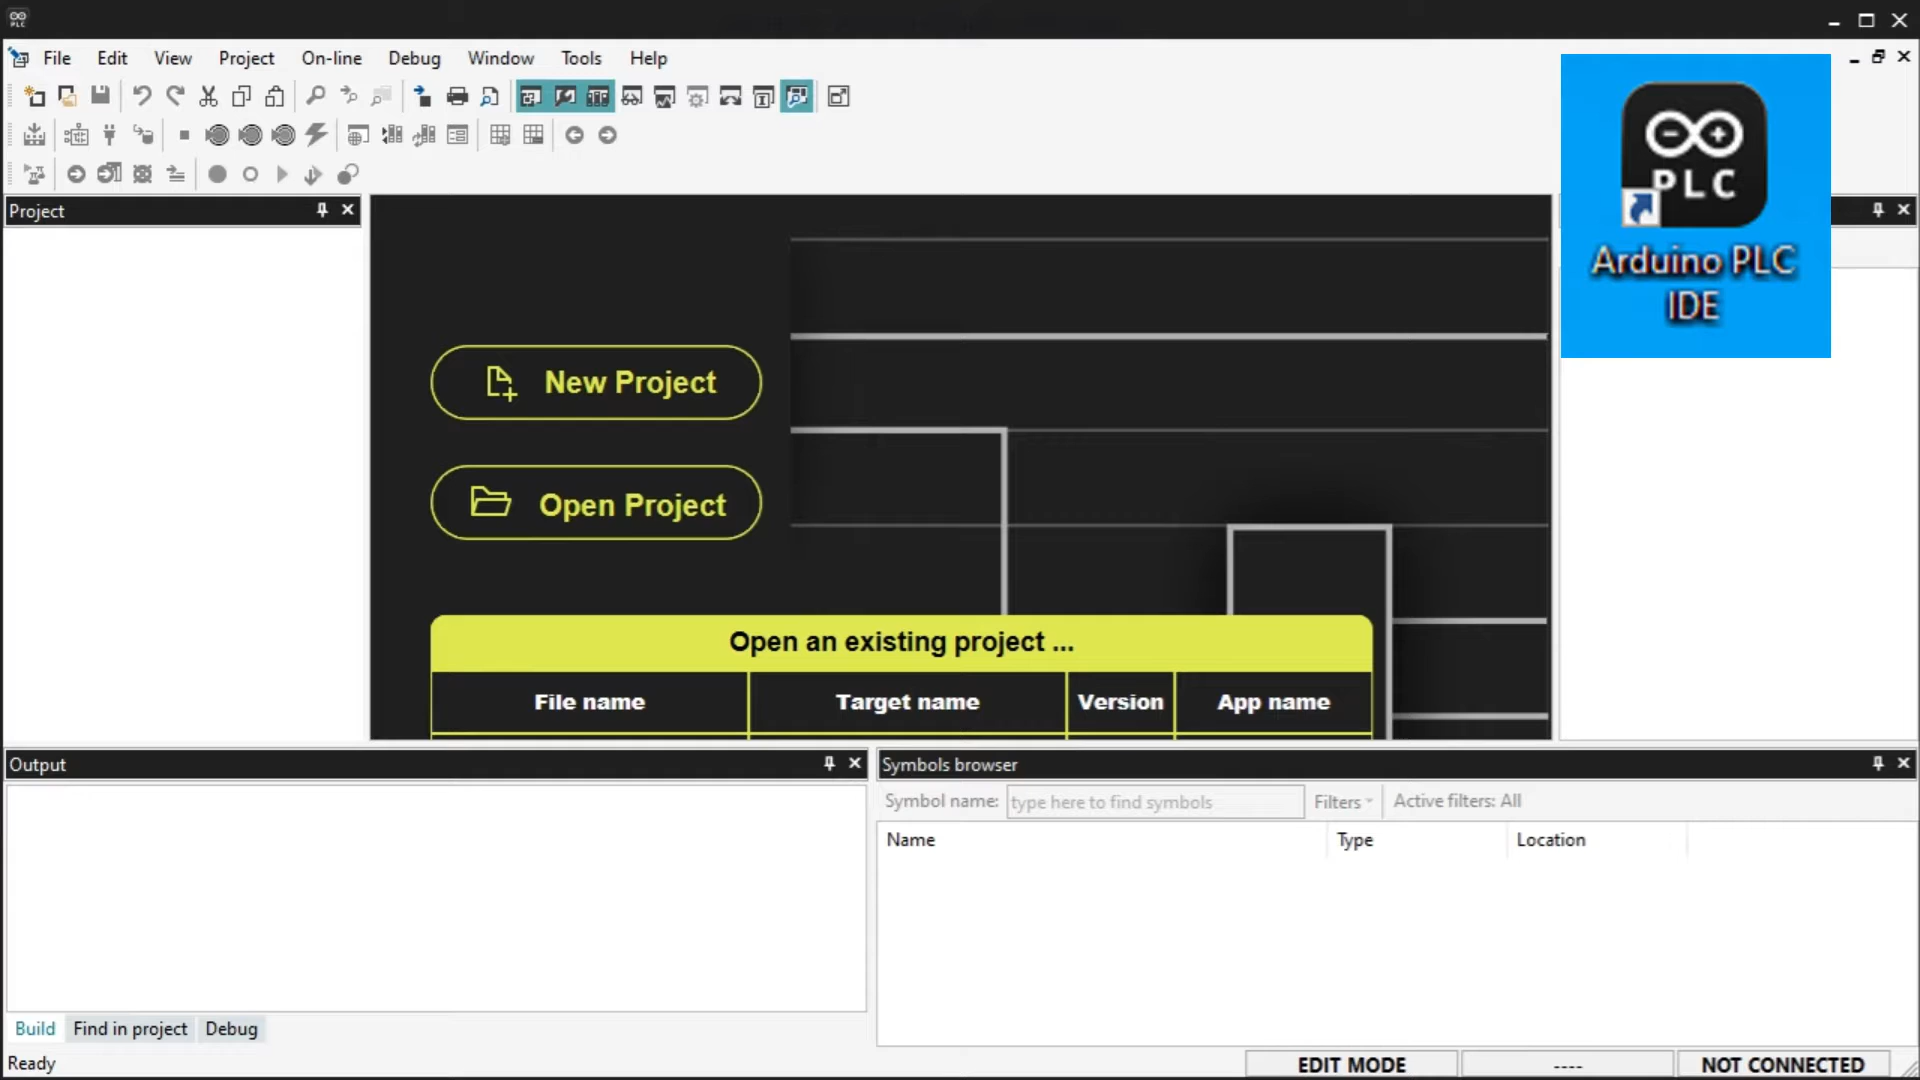 PLC
File Edit View Project On-line Debug Window Tools Help
PLC
Arduino PLC
IDE
Project
New Project
Open Project
Open an existing project ...
File name Target name Version App name
Output
Symbols browser
Symbol name: type here to find symbols Filters Active filters: All
Name Type Location
Build Find in project Debug
Ready EDIT MODE ---- NOT CONNECTED